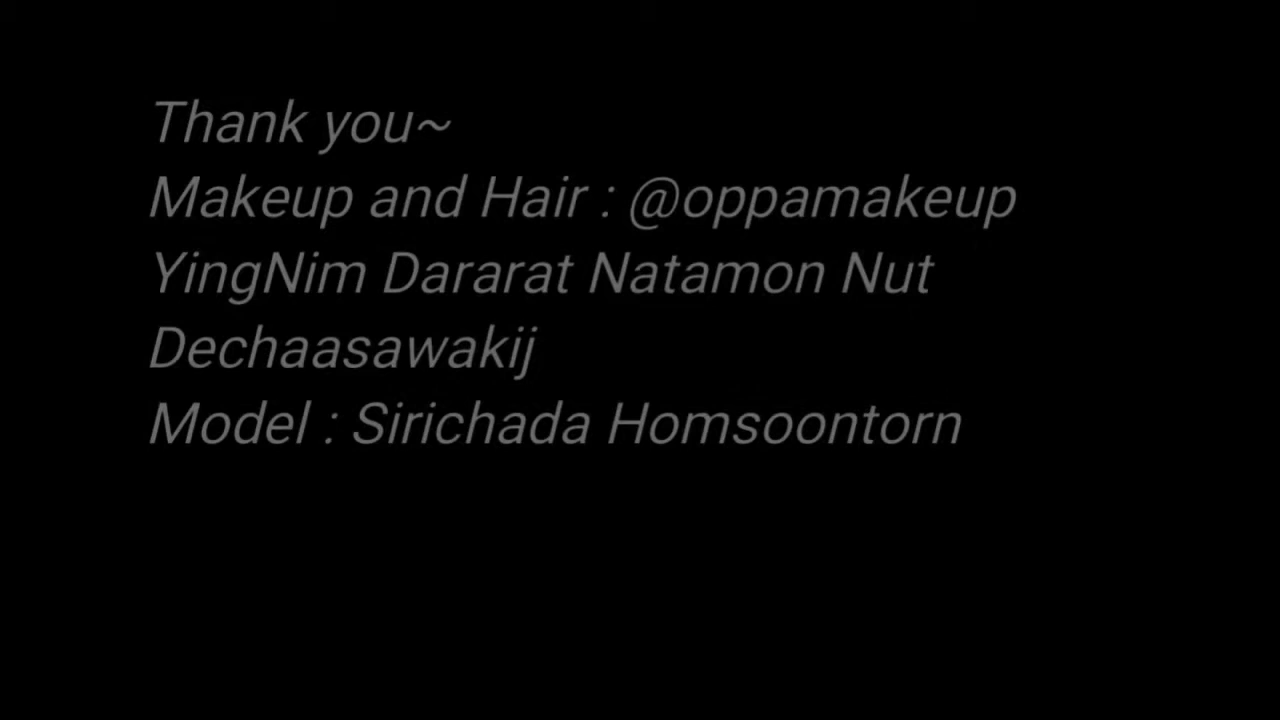 Thank you~
Makeup and Hair : @oppamakeup
YingNim Dararat Natamon Nut
Dechaasawakij
Model : Sirichada Homsoontorn